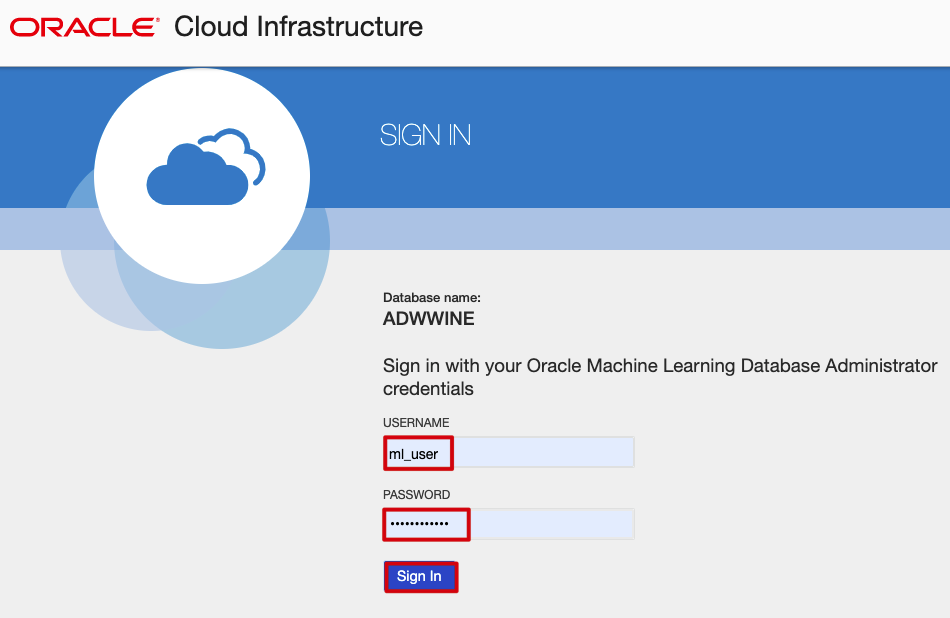 ORACLE® Cloud Infrastructure
SIGN IN
Database name:
ADWWINE
Sign in with your Oracle Machine Learning Database Administrator
credentials
USERNAME
ml_user
PASSWORD
••••••••••••
Sign In